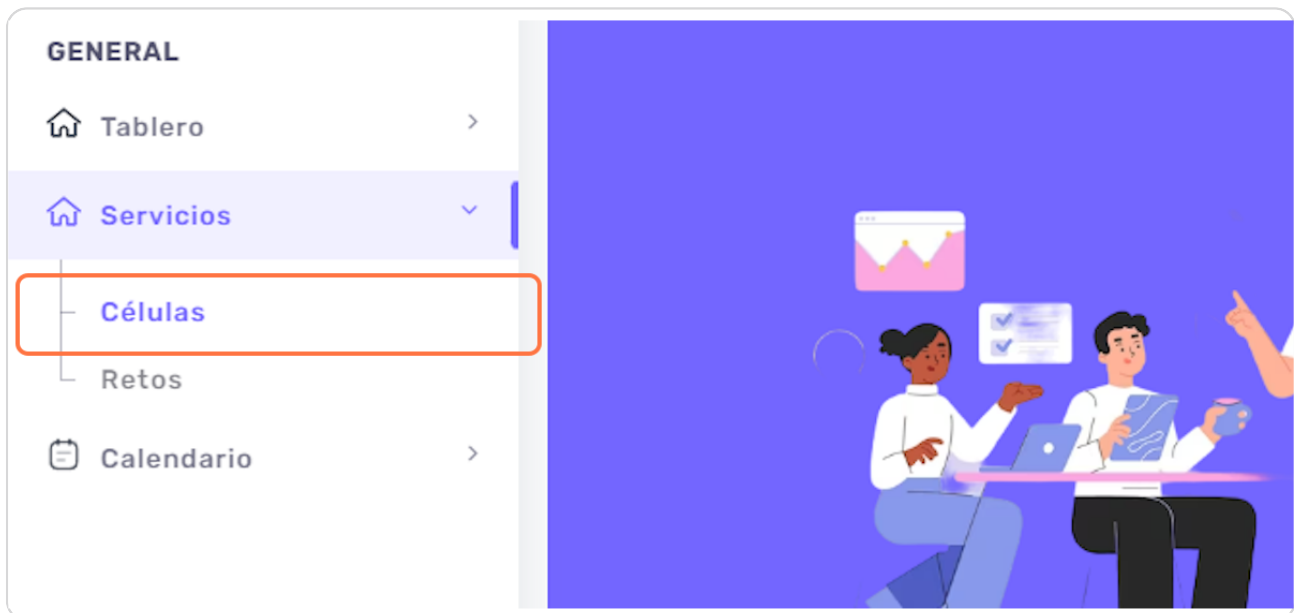 GENERAL
Tablero
Servicios
Células
Retos
Calendario